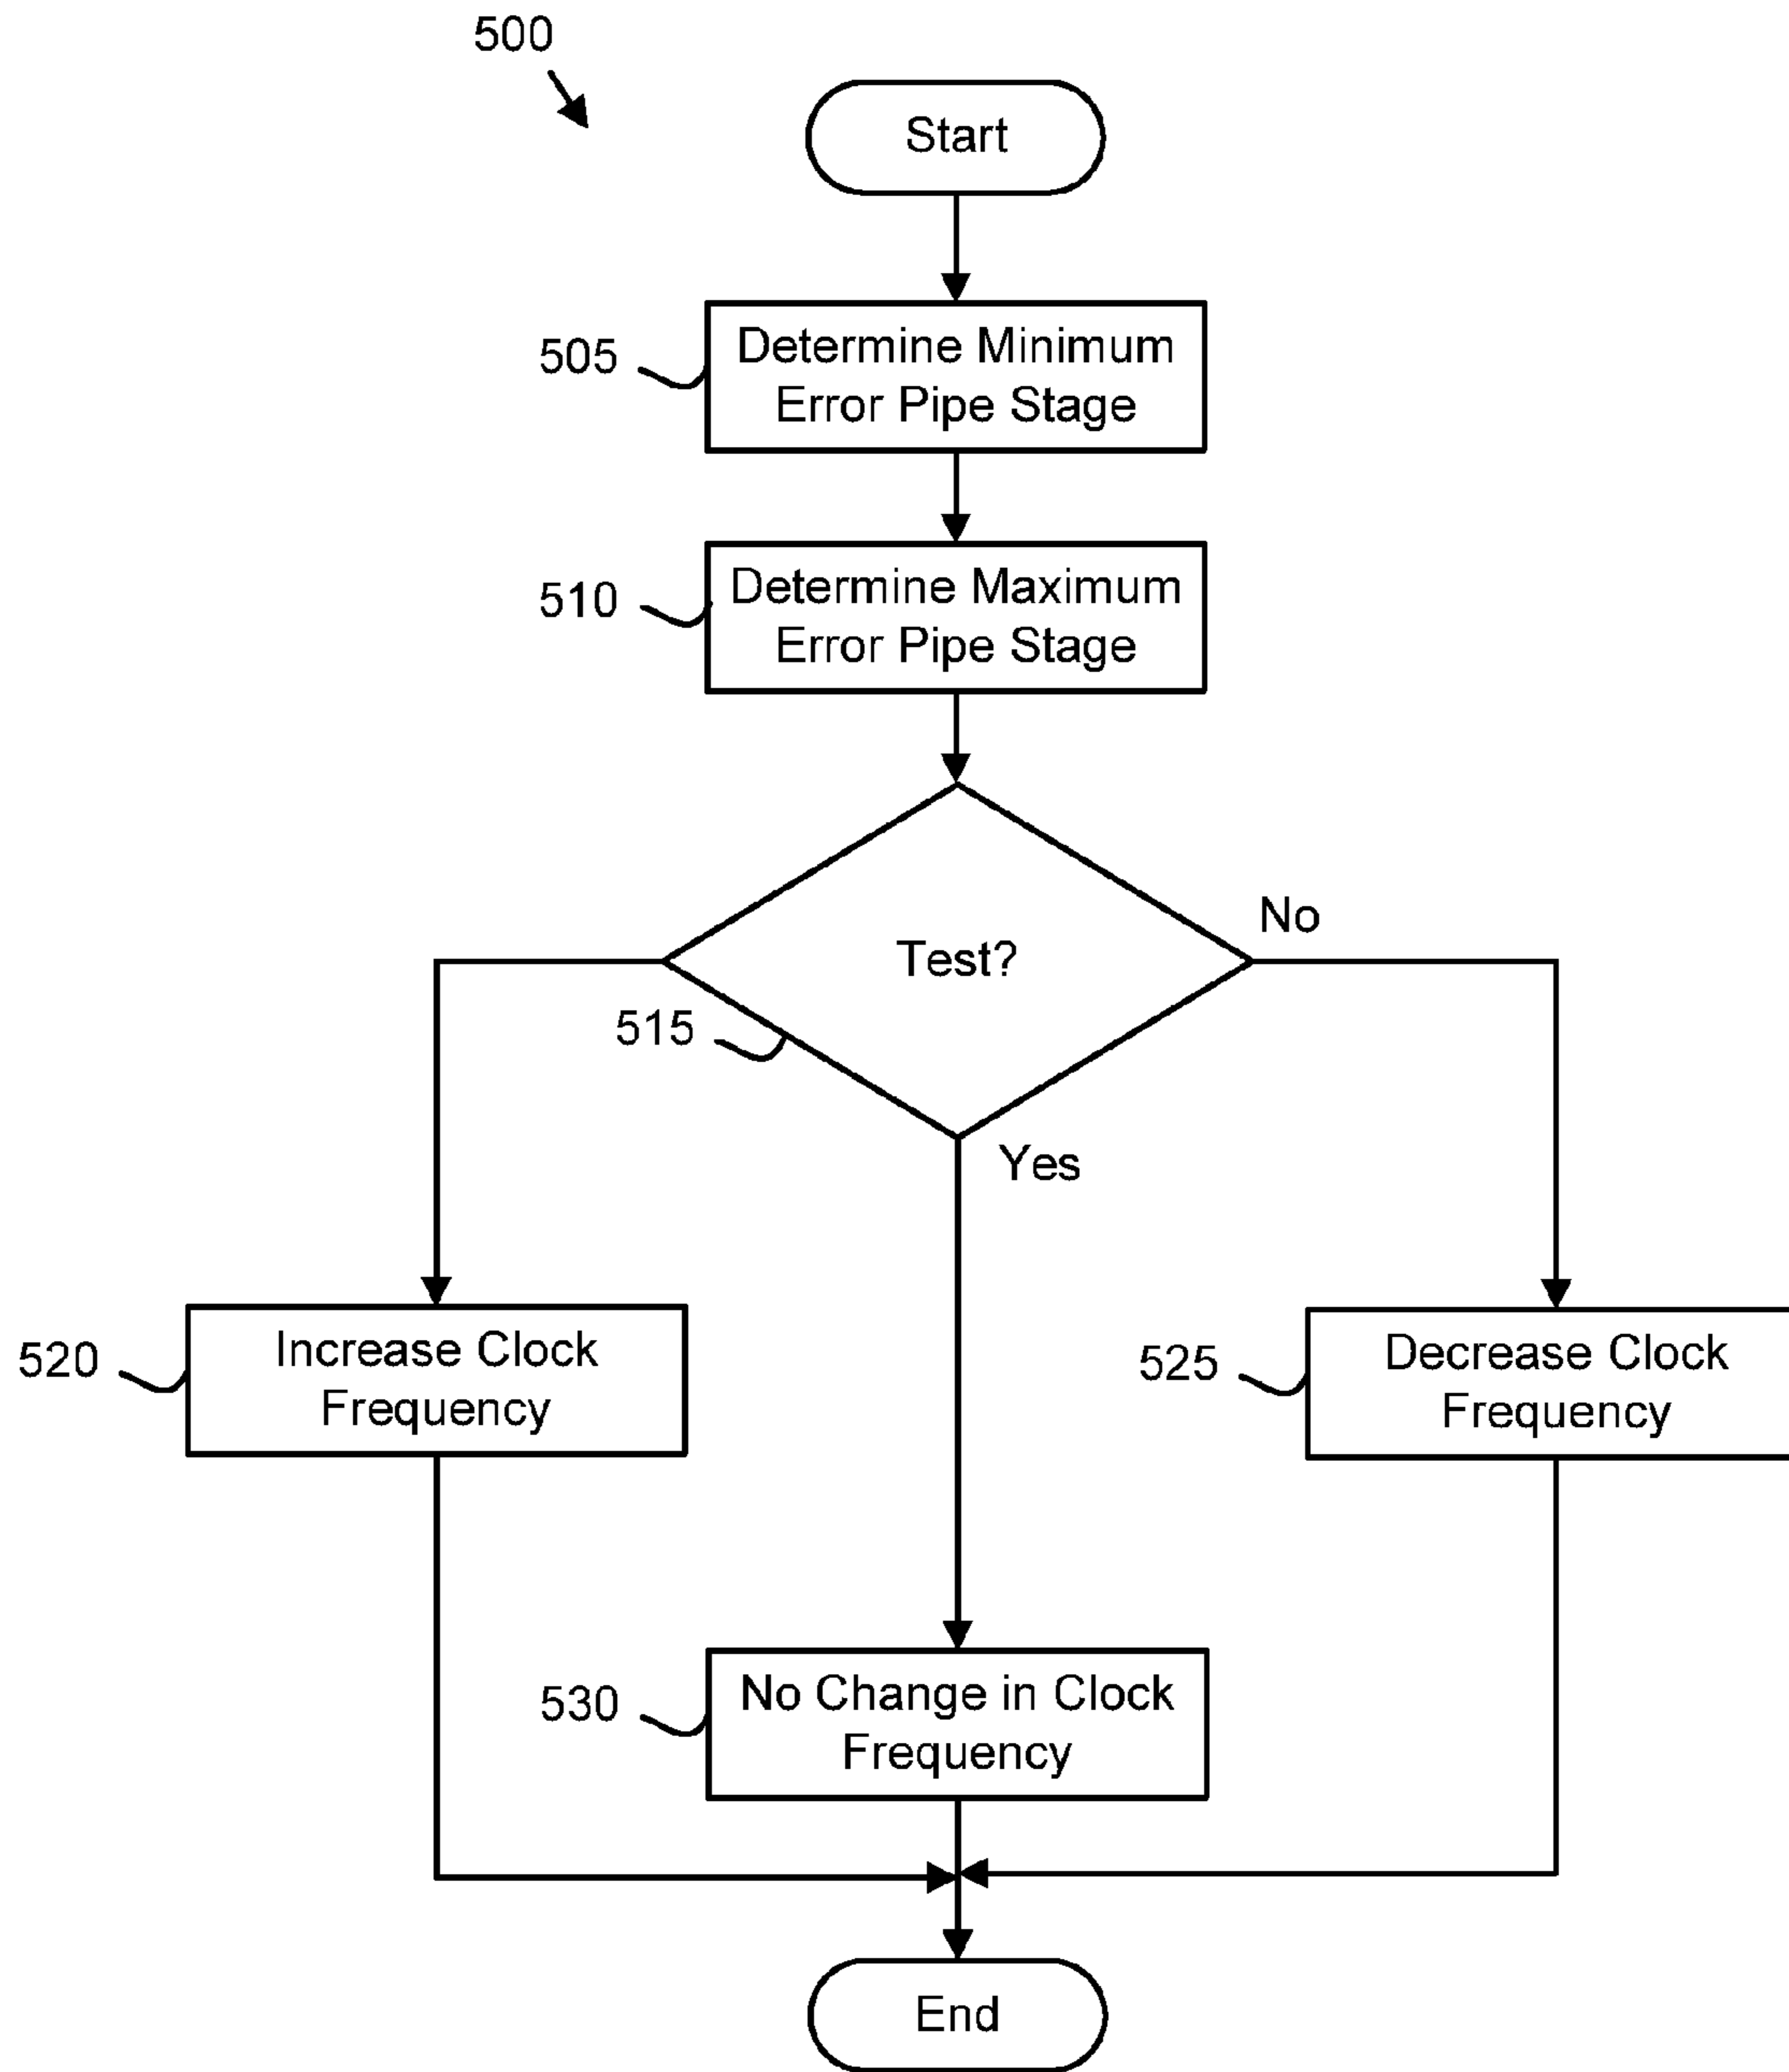 500
Start
505
Determine Minimum
Error Pipe Stage
510
Determine Maximum
Error Pipe Stage
No
Test?
515
Yes
520
Increase Clock
Frequency
525
Decrease Clock
Frequency
530
No Change in Clock
Frequency
End